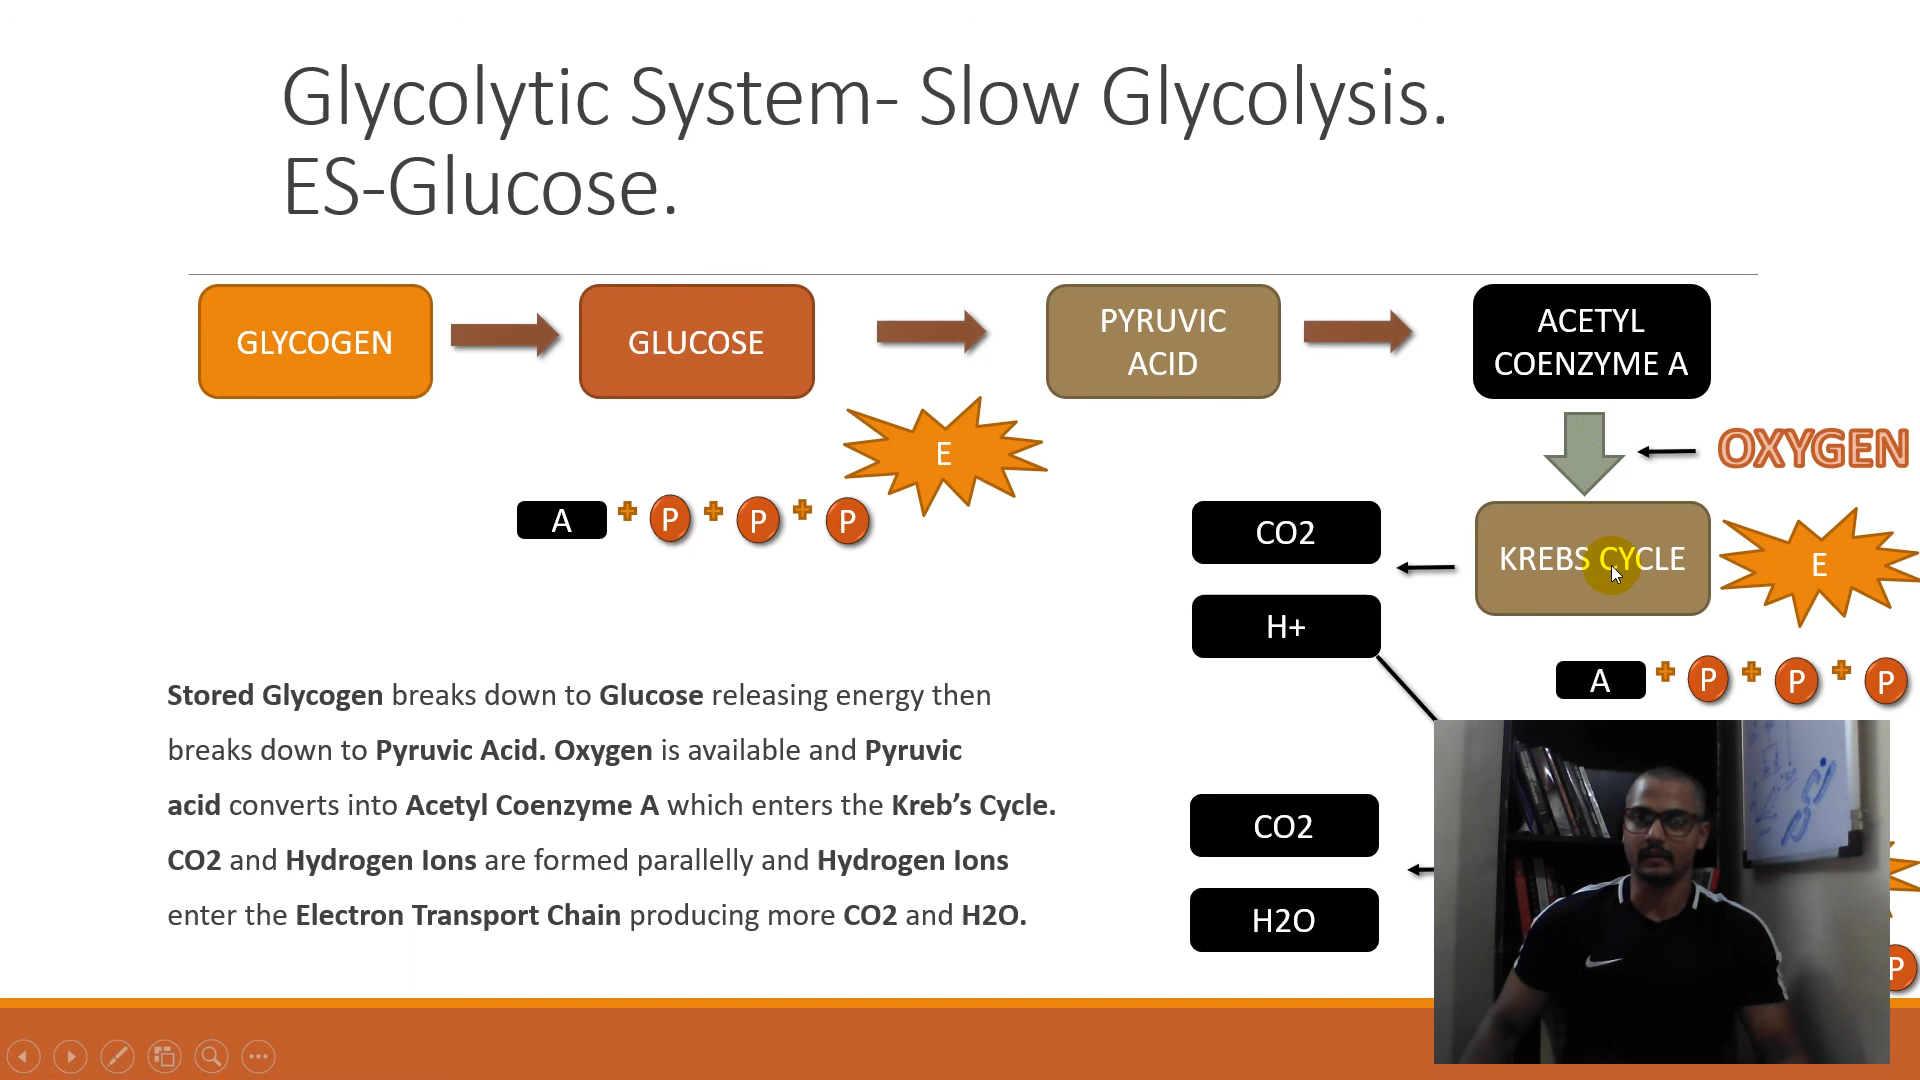 Glycolytic System- Slow Glycolysis.
ES-Glucose.
GLYCOGEN
GLUCOSE
PYRUVIC
ACID
ACETYL
COENZYME A
E
OXYGEN
A + P + P + P
CO2
KREBS CYCLE
E
H+
A + P + P + P
Stored Glycogen breaks down to Glucose releasing energy then
breaks down to Pyruvic Acid. Oxygen is available and Pyruvic
acid converts into Acetyl Coenzyme A which enters the Kreb’s Cycle.
CO2 and Hydrogen Ions are formed parallelly and Hydrogen Ions
enter the Electron Transport Chain producing more CO2 and H2O.
CO2
H2O
P